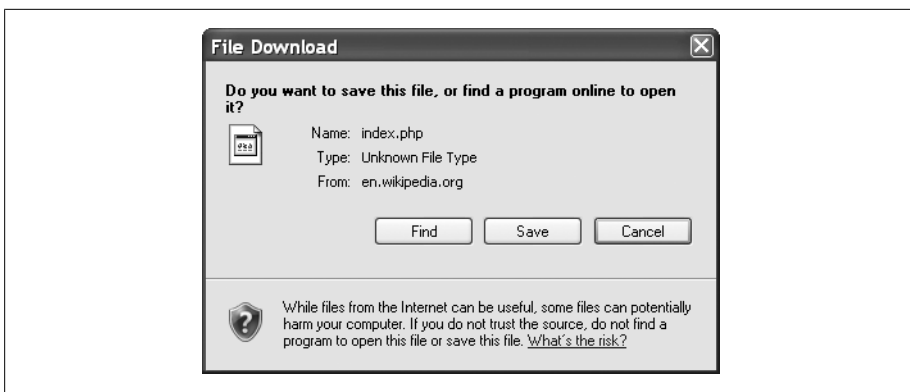 File Download
Do you want to save this file, or find a program online to open
it?
Name: index.php
Type: Unknown File Type
From: en.wikipedia.org
Find Save Cancel
While files from the Internet can be useful, some files can potentially
harm your computer. If you do not trust the source, do not find a
program to open this file or save this file. What's the risk?